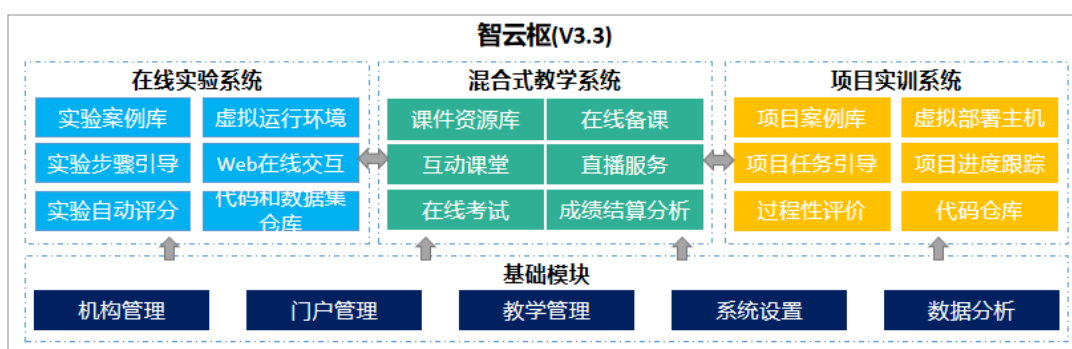 智云枢(V3.3)
在线实验系统
实验案例库
虚拟运行环境
实验步骤引导
Web在线交互
实验自动评分
代码和数据集
仓库
混合式教学系统
课件资源库
在线备课
互动课堂
直播服务
在线考试
成绩结算分析
项目实训系统
项目案例库
虚拟部署主机
项目任务引导
项目进度跟踪
过程性评价
代码仓库
基础模块
机构管理
门户管理
教学管理
系统设置
数据分析